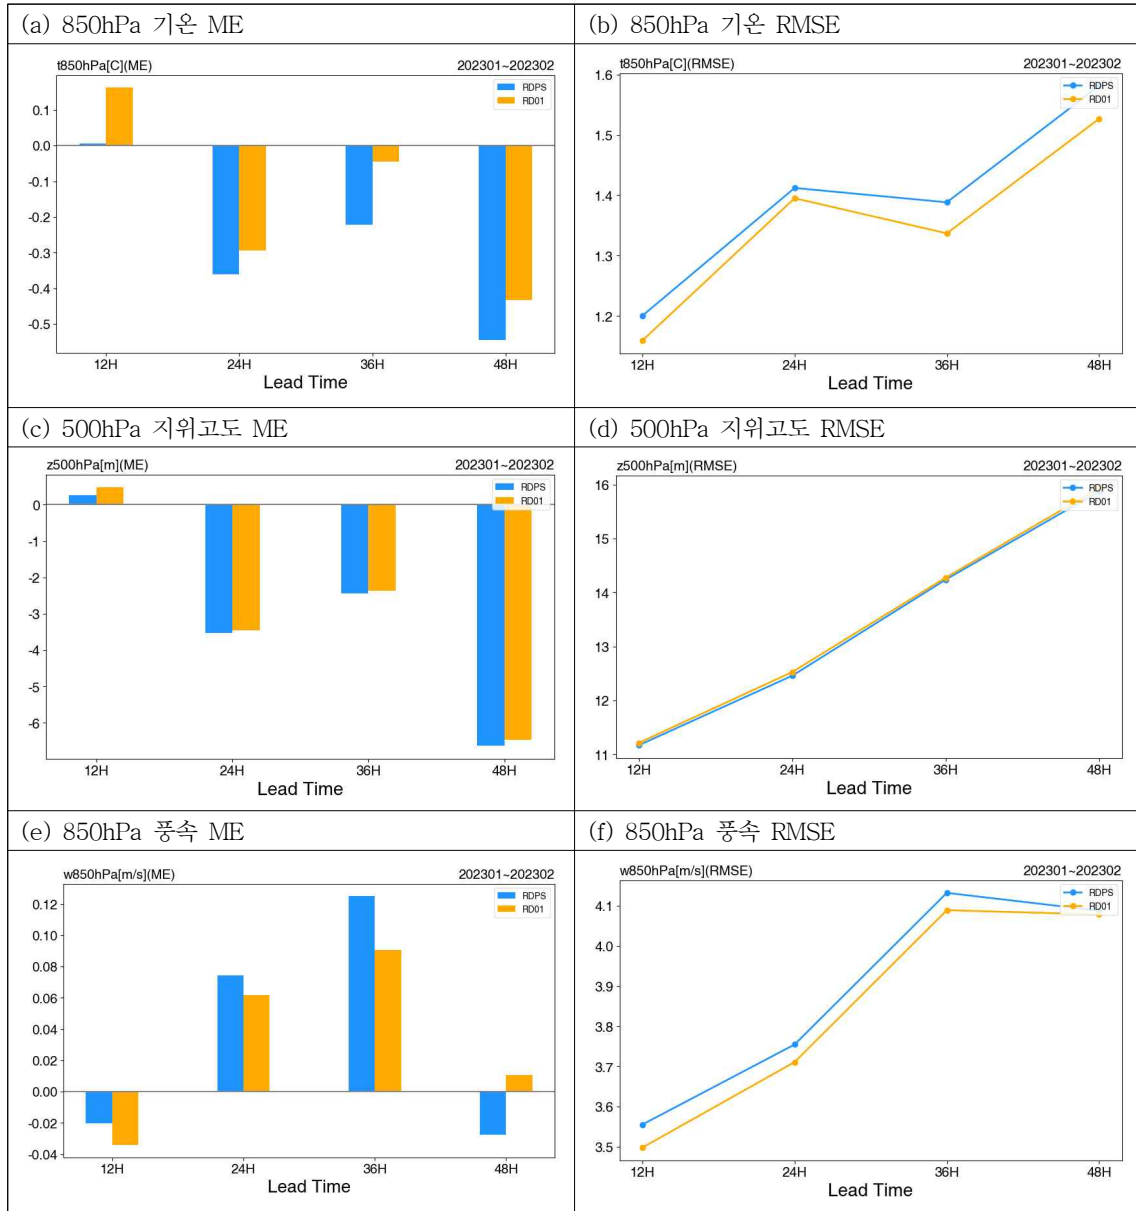 (a) 850hPa 기온 ME
(b) 850hPa 기온 RMSE
t850hPa[C](ME)
202301~202302
RDPS
RD01
0.1
0.0
-0.1
-0.2
-0.3
-0.4
-0.5
12H
24H
36H
48H
Lead Time
t850hPa[C](RMSE)
202301~202302
RDPS
RD01
1.6
1.5
1.4
1.3
1.2
12H
24H
36H
48H
Lead Time
(c) 500hPa 지위고도 ME
(d) 500hPa 지위고도 RMSE
z500hPa[m](ME)
202301~202302
RDPS
RD01
0
-1
-2
-3
-4
-5
-6
12H
24H
36H
48H
Lead Time
z500hPa[m](RMSE)
202301~202302
RDPS
RD01
16
15
14
13
12
11
12H
24H
36H
48H
Lead Time
(e) 850hPa 풍속 ME
(f) 850hPa 풍속 RMSE
w850hPa[m/s](ME)
202301~202302
RDPS
RD01
0.12
0.10
0.08
0.06
0.04
0.02
0.00
-0.02
-0.04
12H
24H
36H
48H
Lead Time
w850hPa[m/s](RMSE)
202301~202302
RDPS
RD01
4.1
4.0
3.9
3.8
3.7
3.6
3.5
12H
24H
36H
48H
Lead Time